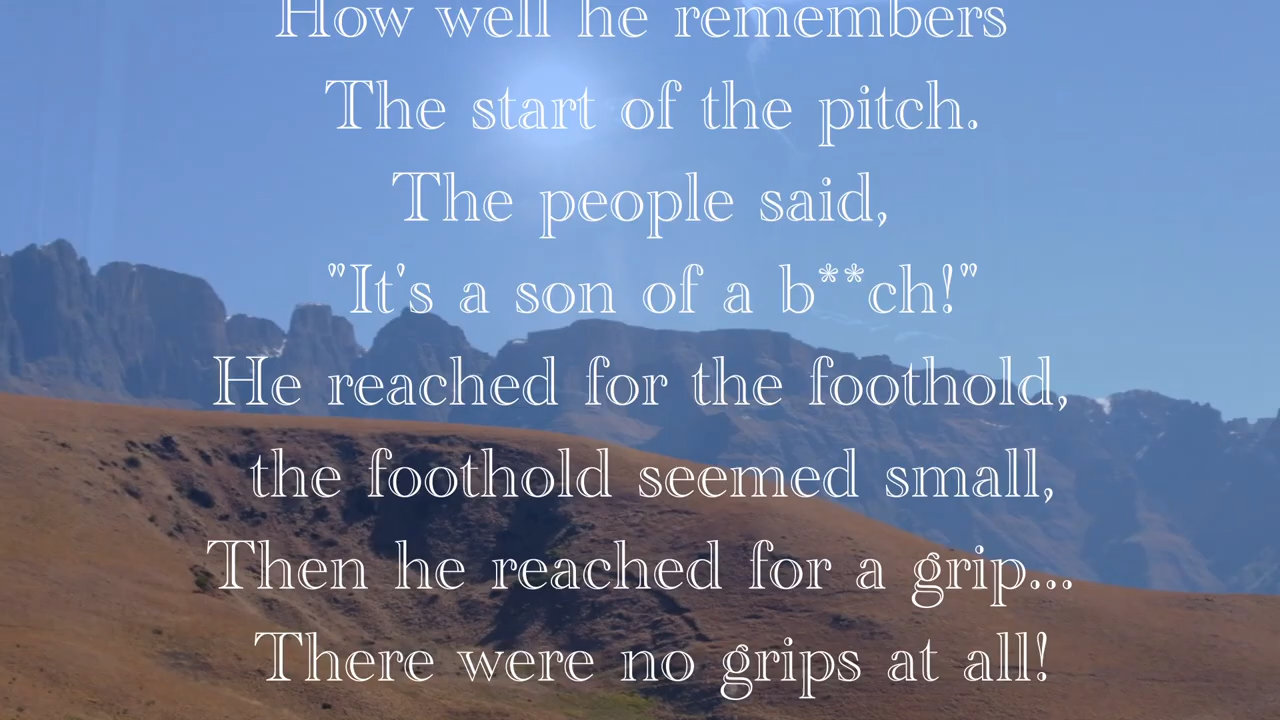 How well he remembers
The start of the pitch.
The people said,
"It's a son of a b**ch!"
He reached for the foothold,
the foothold seemed small,
Then he reached for a grip...
There were no grips at all!